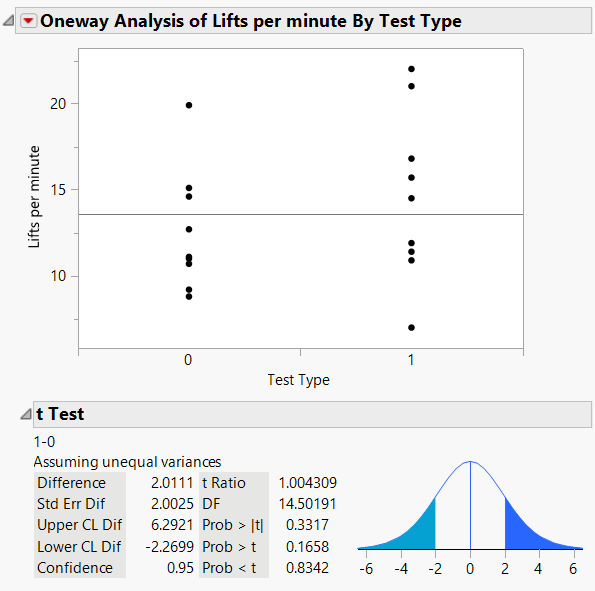 Oneway Analysis of Lifts per minute By Test Type
20
15
10
Lifts per minute
0 1
Test Type
t Test
1-0
Assuming unequal variances
Difference 2.0111 t Ratio 1.004309
Std Err Dif 2.0025 DF 14.50191
Upper CL Dif 6.2921 Prob > |t| 0.3317
Lower CL Dif -2.2699 Prob > t 0.1658
Confidence 0.95 Prob < t 0.8342
-6 -4 -2 0 2 4 6